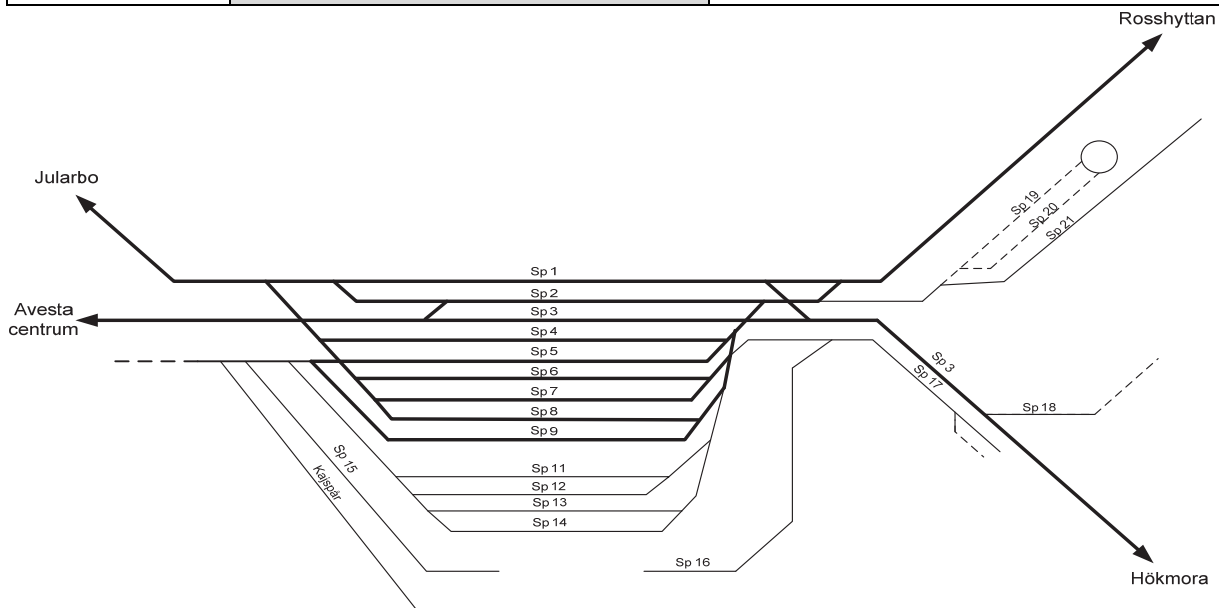 Rosshyttan
Jularbo
Sp 19
Sp 20
Sp 21
Sp 1
Sp 2
Avesta
centrum
Sp 3
Sp 4
Sp 5
Sp 6
Sp 7
Sp 8
Sp 9
Sp 3
Sp 17
Sp 18
Sp 15
Kajspår
Sp 11
Sp 12
Sp 13
Sp 14
Sp 16
Hökmora